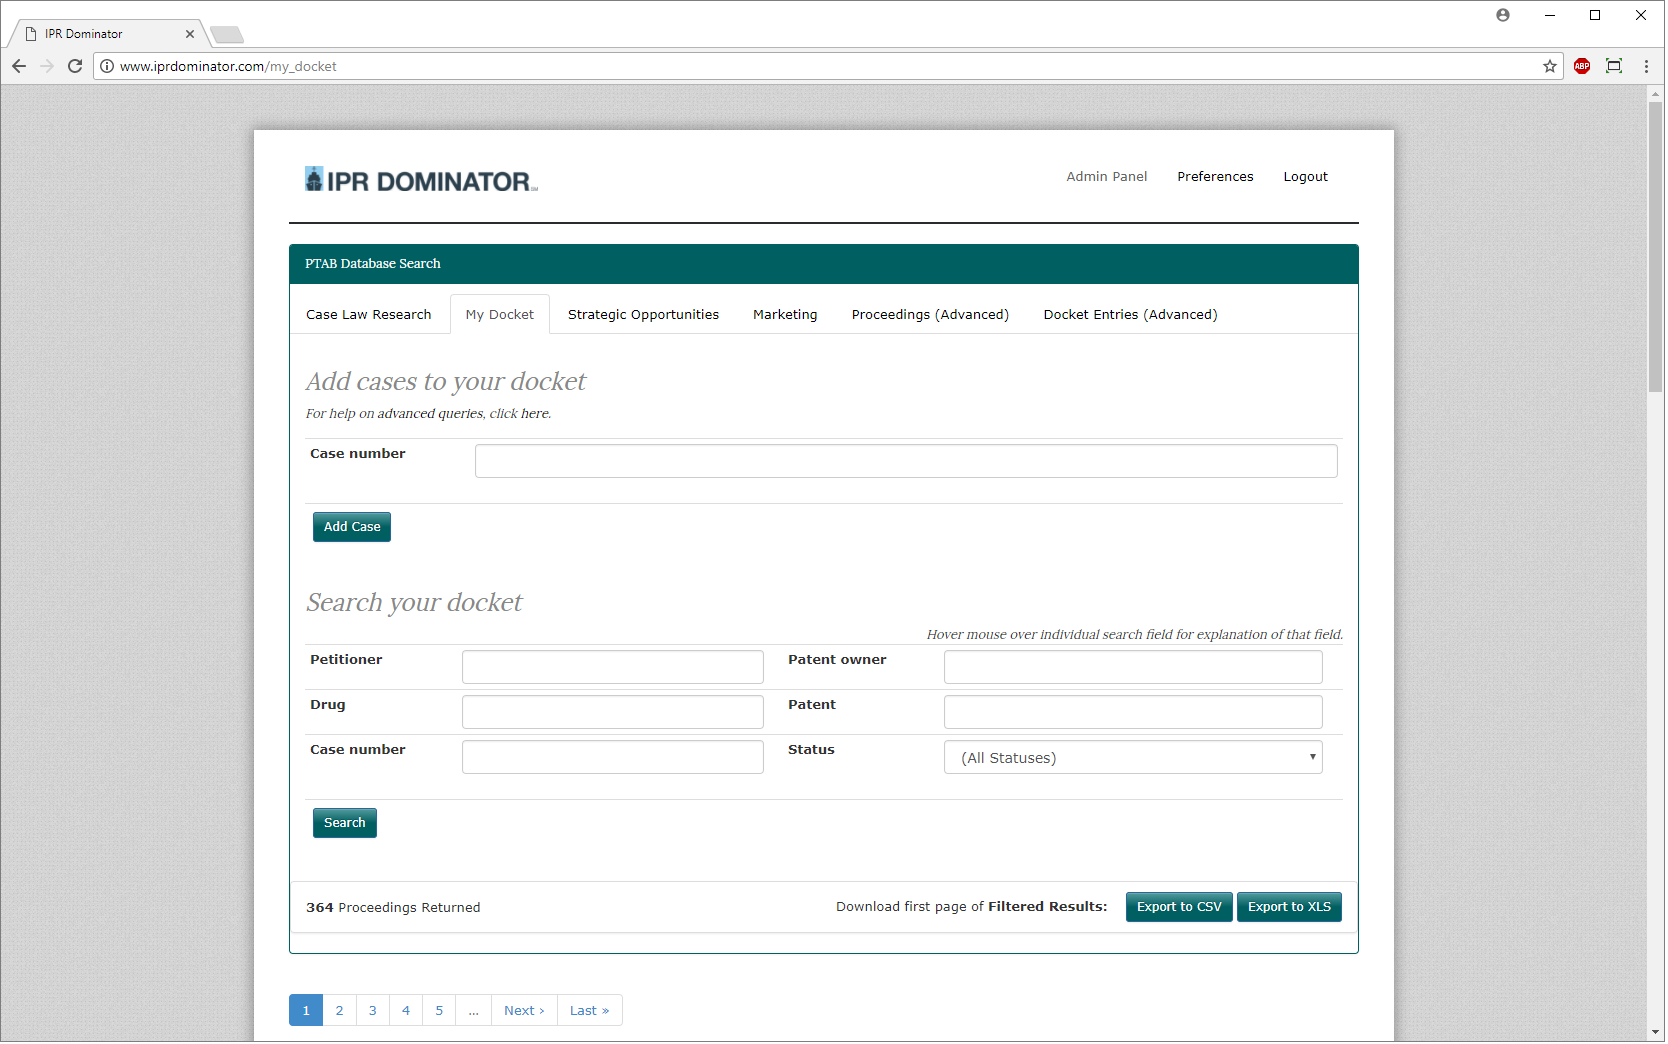 IPR Dominator
www.iprdominator.com/my_docket
ABP
IPR DOMINATOR
Admin Panel Preferences Logout
PTAB Database Search
Case Law Research My Docket Strategic Opportunities Marketing Proceedings (Advanced) Docket Entries (Advanced)
Add cases to your docket
For help on advanced queries, click here.
Case number
Add Case
Search your docket
Hover mouse over individual search field for explanation of that field.
Petitioner Patent owner
Drug Patent
Case number Status (All Statuses)
Search
364 Proceedings Returned Download first page of Filtered Results: Export to CSV Export to XLS
1 2 3 4 5 ... Next › Last »